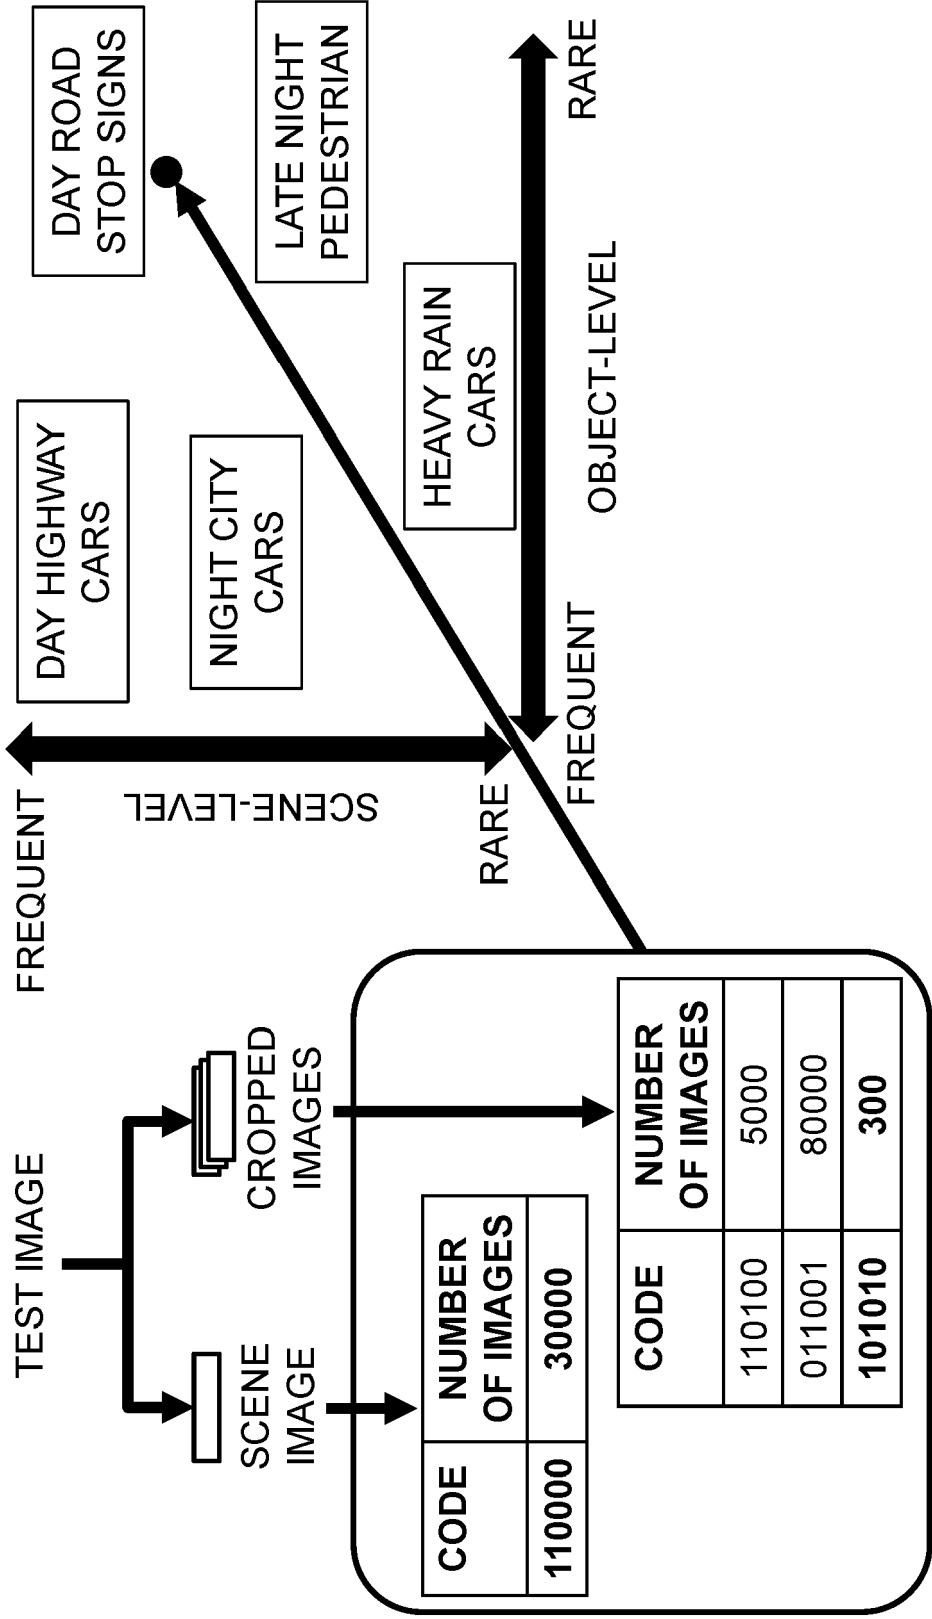 TEST IMAGE
SCENE
IMAGE
CROPPED
IMAGES
CODE
NUMBER
OF IMAGES
110000
30000
CODE
NUMBER
OF IMAGES
110100
5000
011001
80000
101010
300
FREQUENT
SCENE-LEVEL
RARE
DAY HIGHWAY
CARS
NIGHT CITY
CARS
DAY ROAD
STOP SIGNS
LATE NIGHT
PEDESTRIAN
HEAVY RAIN
CARS
FREQUENT
OBJECT-LEVEL
RARE